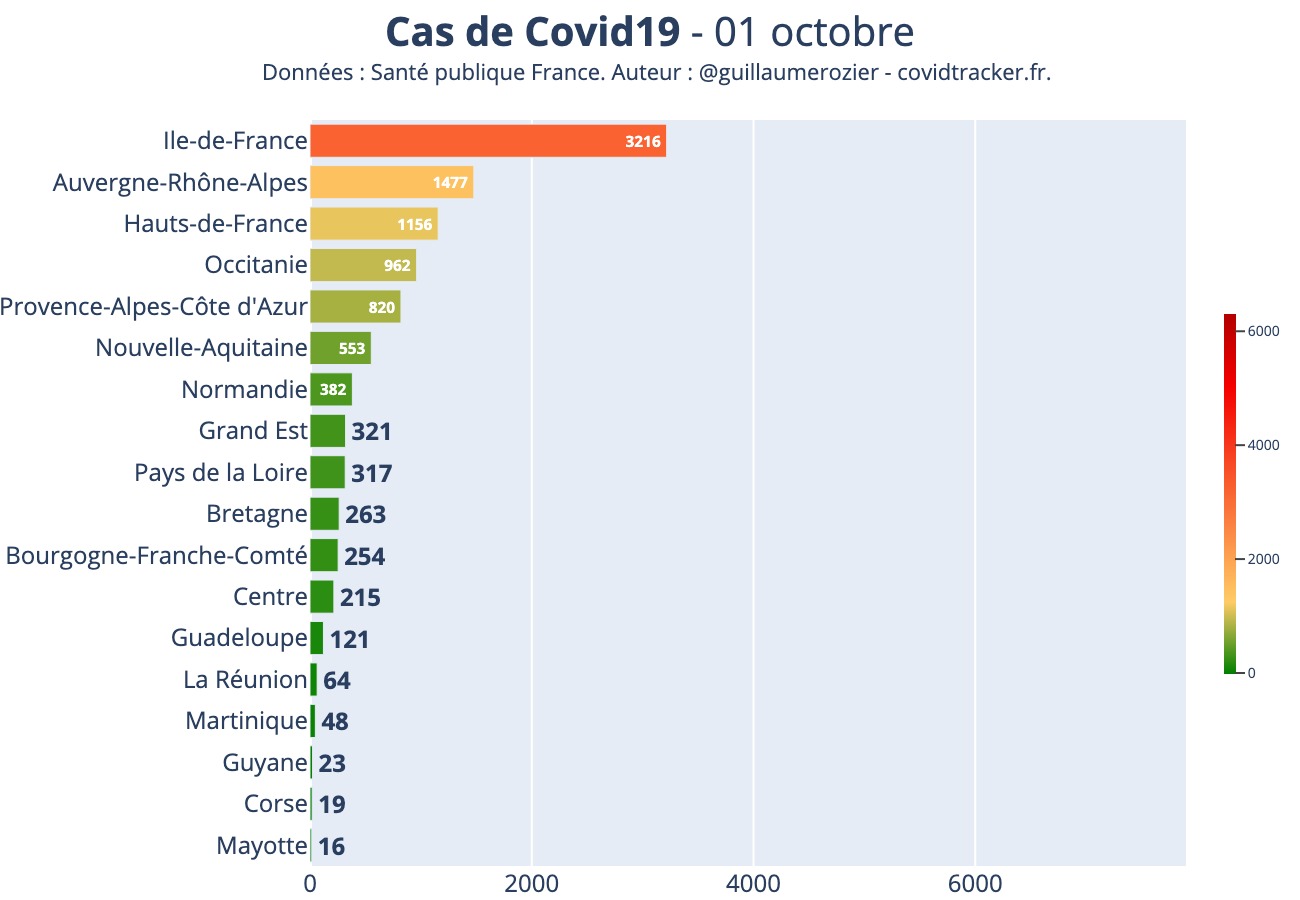 Cas de Covid19 - 01 octobre
Données : Santé publique France. Auteur : @guillaumerozier - covidtracker.fr.
Ile-de-France 3216
Auvergne-Rhône-Alpes 1477
Hauts-de-France 1156
Occitanie 962
Provence-Alpes-Côte d'Azur 820
Nouvelle-Aquitaine 553
Normandie 382
Grand Est 321
Pays de la Loire 317
Bretagne 263
Bourgogne-Franche-Comté 254
Centre 215
Guadeloupe 121
La Réunion 64
Martinique 48
Guyane 23
Corse 19
Mayotte 16
0 2000 4000 6000
6000
4000
2000
0